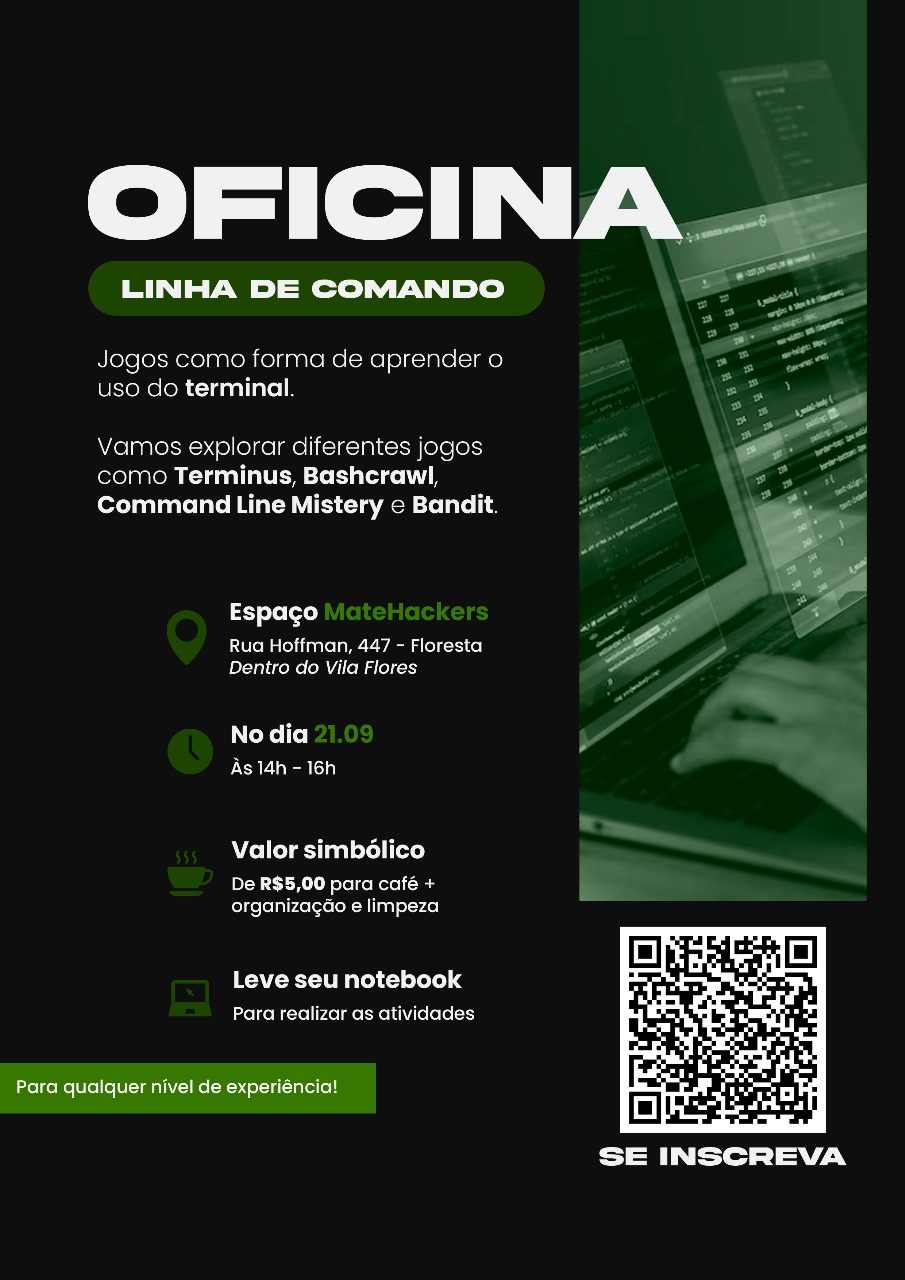 OFICINA
LINHA DE COMANDO
Jogos como forma de aprender o
uso do terminal.
Vamos explorar diferentes jogos
como Terminus, Bashcrawl,
Command Line Mistery e Bandit.
Espaço MateHackers
Rua Hoffman, 447 - Floresta
Dentro do Vila Flores
No dia 21.09
Às 14h - 16h
Valor simbólico
De R$5,00 para café +
organização e limpeza
Leve seu notebook
Para realizar as atividades
Para qualquer nível de experiência!
SE INSCREVA